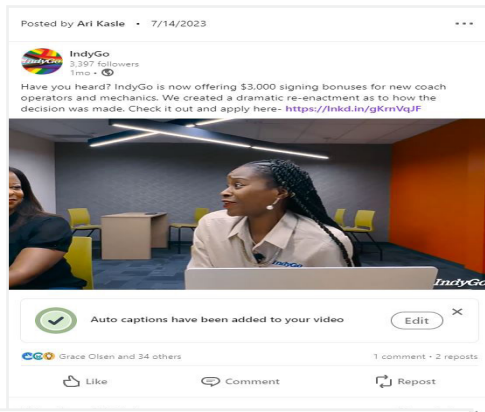 Posted by Ari Kasle • 7/14/2023
IndyGo
IndyGo
3,397 followers
1mo •
Have you heard? IndyGo is now offering $3,000 signing bonuses for new coach
operators and mechanics. We created a dramatic re-enactment as to how the
decision was made. Check it out and apply here- https://lnkd.in/gKrnVqJF
IndyGo
IndyGo
Auto captions have been added to your video
Edit
Grace Olsen and 34 others
1 comment • 2 reposts
Like
Comment
Repost